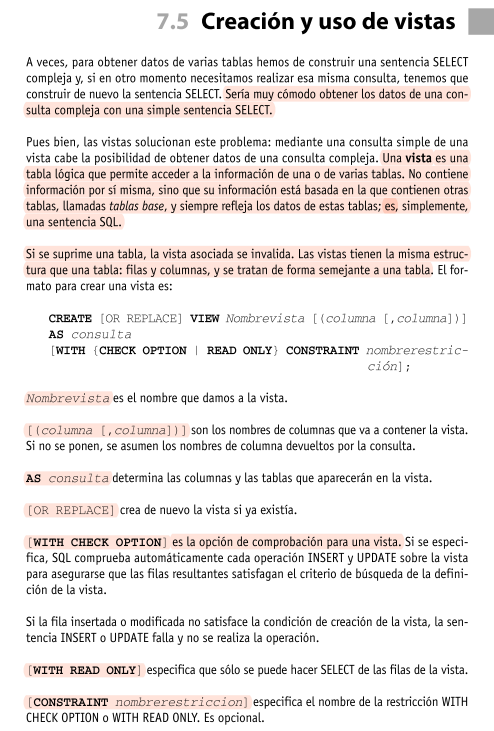 7.5 Creación y uso de vistas
A veces, para obtener datos de varias tablas hemos de construir una sentencia SELECT
compleja y, si en otro momento necesitamos realizar esa misma consulta, tenemos que
construir de nuevo la sentencia SELECT. Sería muy cómodo obtener los datos de una con-
sulta compleja con una simple sentencia SELECT.
Pues bien, las vistas solucionan este problema: mediante una consulta simple de una
vista cabe la posibilidad de obtener datos de una consulta compleja. Una vista es una
tabla lógica que permite acceder a la información de una o de varias tablas. No contiene
información por sí misma, sino que su información está basada en la que contienen otras
tablas, llamadas tablas base, y siempre refleja los datos de estas tablas; es, simplemente,
una sentencia SQL.
Si se suprime una tabla, la vista asociada se invalida. Las vistas tienen la misma estruc-
tura que una tabla: filas y columnas, y se tratan de forma semejante a una tabla. El for-
mato para crear una vista es:
CREATE [OR REPLACE] VIEW Nombrevista [(columna [,columna])]
AS consulta
[WITH {CHECK OPTION | READ ONLY} CONSTRAINT nombrerestric-
ción];
Nombrevista es el nombre que damos a la vista.
[(columna [,columna])] son los nombres de columnas que va a contener la vista.
Si no se ponen, se asumen los nombres de columna devueltos por la consulta.
AS consulta determina las columnas y las tablas que aparecerán en la vista.
[OR REPLACE] crea de nuevo la vista si ya existía.
[WITH CHECK OPTION] es la opción de comprobación para una vista. Si se especi-
fica, SQL comprueba automáticamente cada operación INSERT y UPDATE sobre la vista
para asegurarse que las filas resultantes satisfagan el criterio de búsqueda de la defini-
ción de la vista.
Si la fila insertada o modificada no satisface la condición de creación de la vista, la sen-
tencia INSERT o UPDATE falla y no se realiza la operación.
[WITH READ ONLY] especifica que sólo se puede hacer SELECT de las filas de la vista.
[CONSTRAINT nombrerestriccion] especifica el nombre de la restricción WITH
CHECK OPTION o WITH READ ONLY. Es opcional.